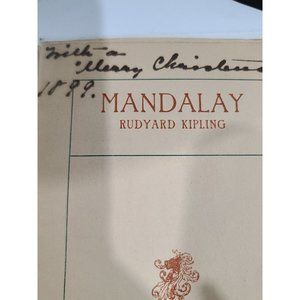 With a
Merry Christmas
1899.
MANDALAY
RUDYARD KIPLING